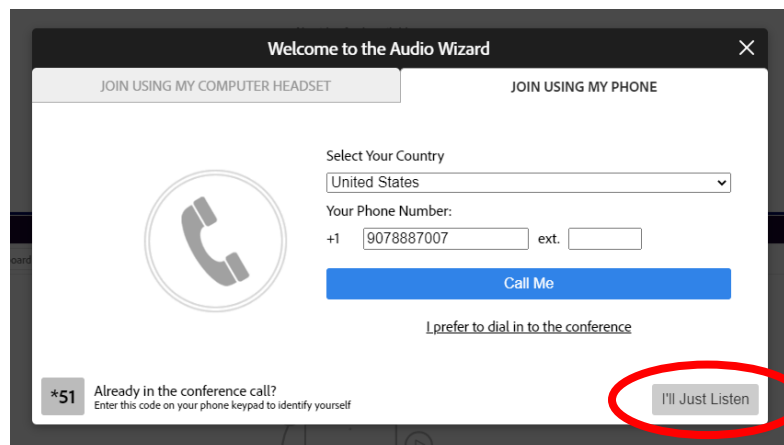 Welcome to the Audio Wizard
JOIN USING MY COMPUTER HEADSET
JOIN USING MY PHONE
Select Your Country
United States
Your Phone Number:
+1 9078887007 ext.
Call Me
I prefer to dial in to the conference
*51
Already in the conference call?
Enter this code on your phone keypad to identify yourself
I'll Just Listen